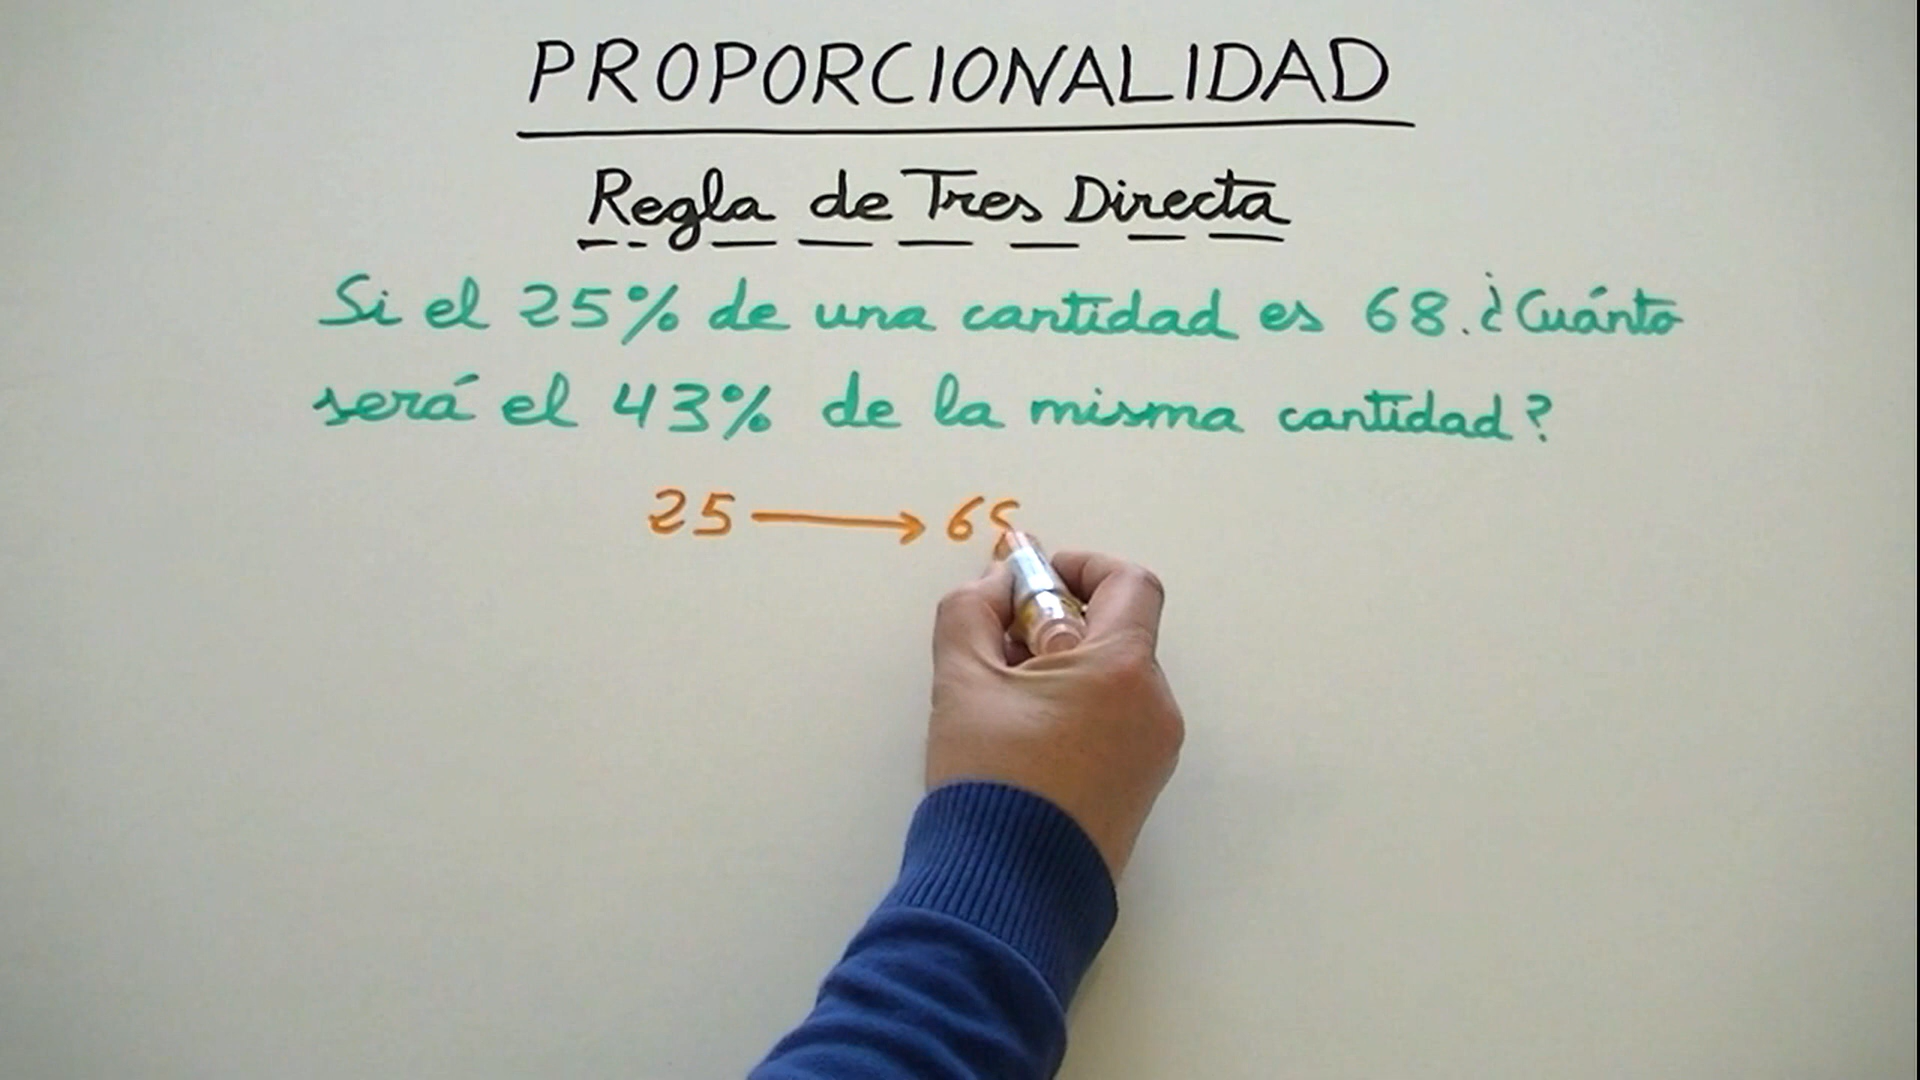 PROPORCIONALIDAD
Regla de Tres Directa
Si el 25% de una cantidad es 68. ¿Cuánto
será el 43% de la misma cantidad?
25 → 6